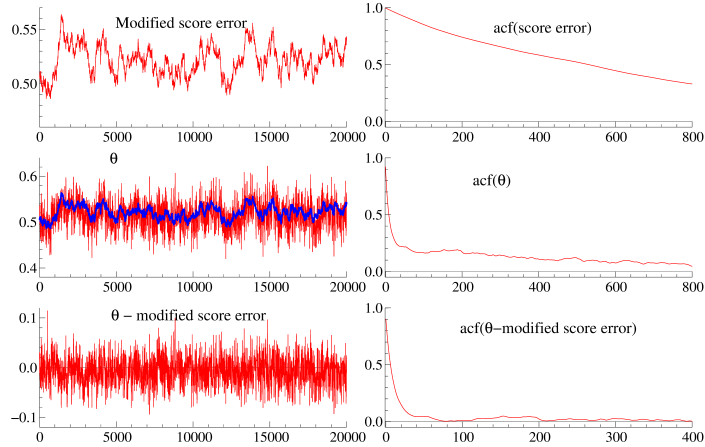 Modified score error
0.55
0.50
0 5000 10000 15000 20000
acf(score error)
1.0
0.5
0.0
0 200 400 600 800
θ
0.6
0.5
0.4
0 5000 10000 15000 20000
acf(θ)
1.0
0.5
0.0
0 200 400 600 800
θ − modified score error
0.1
0.0
−0.1
0 5000 10000 15000 20000
acf(θ−modified score error)
1.0
0.5
0.0
0 100 200 300 400